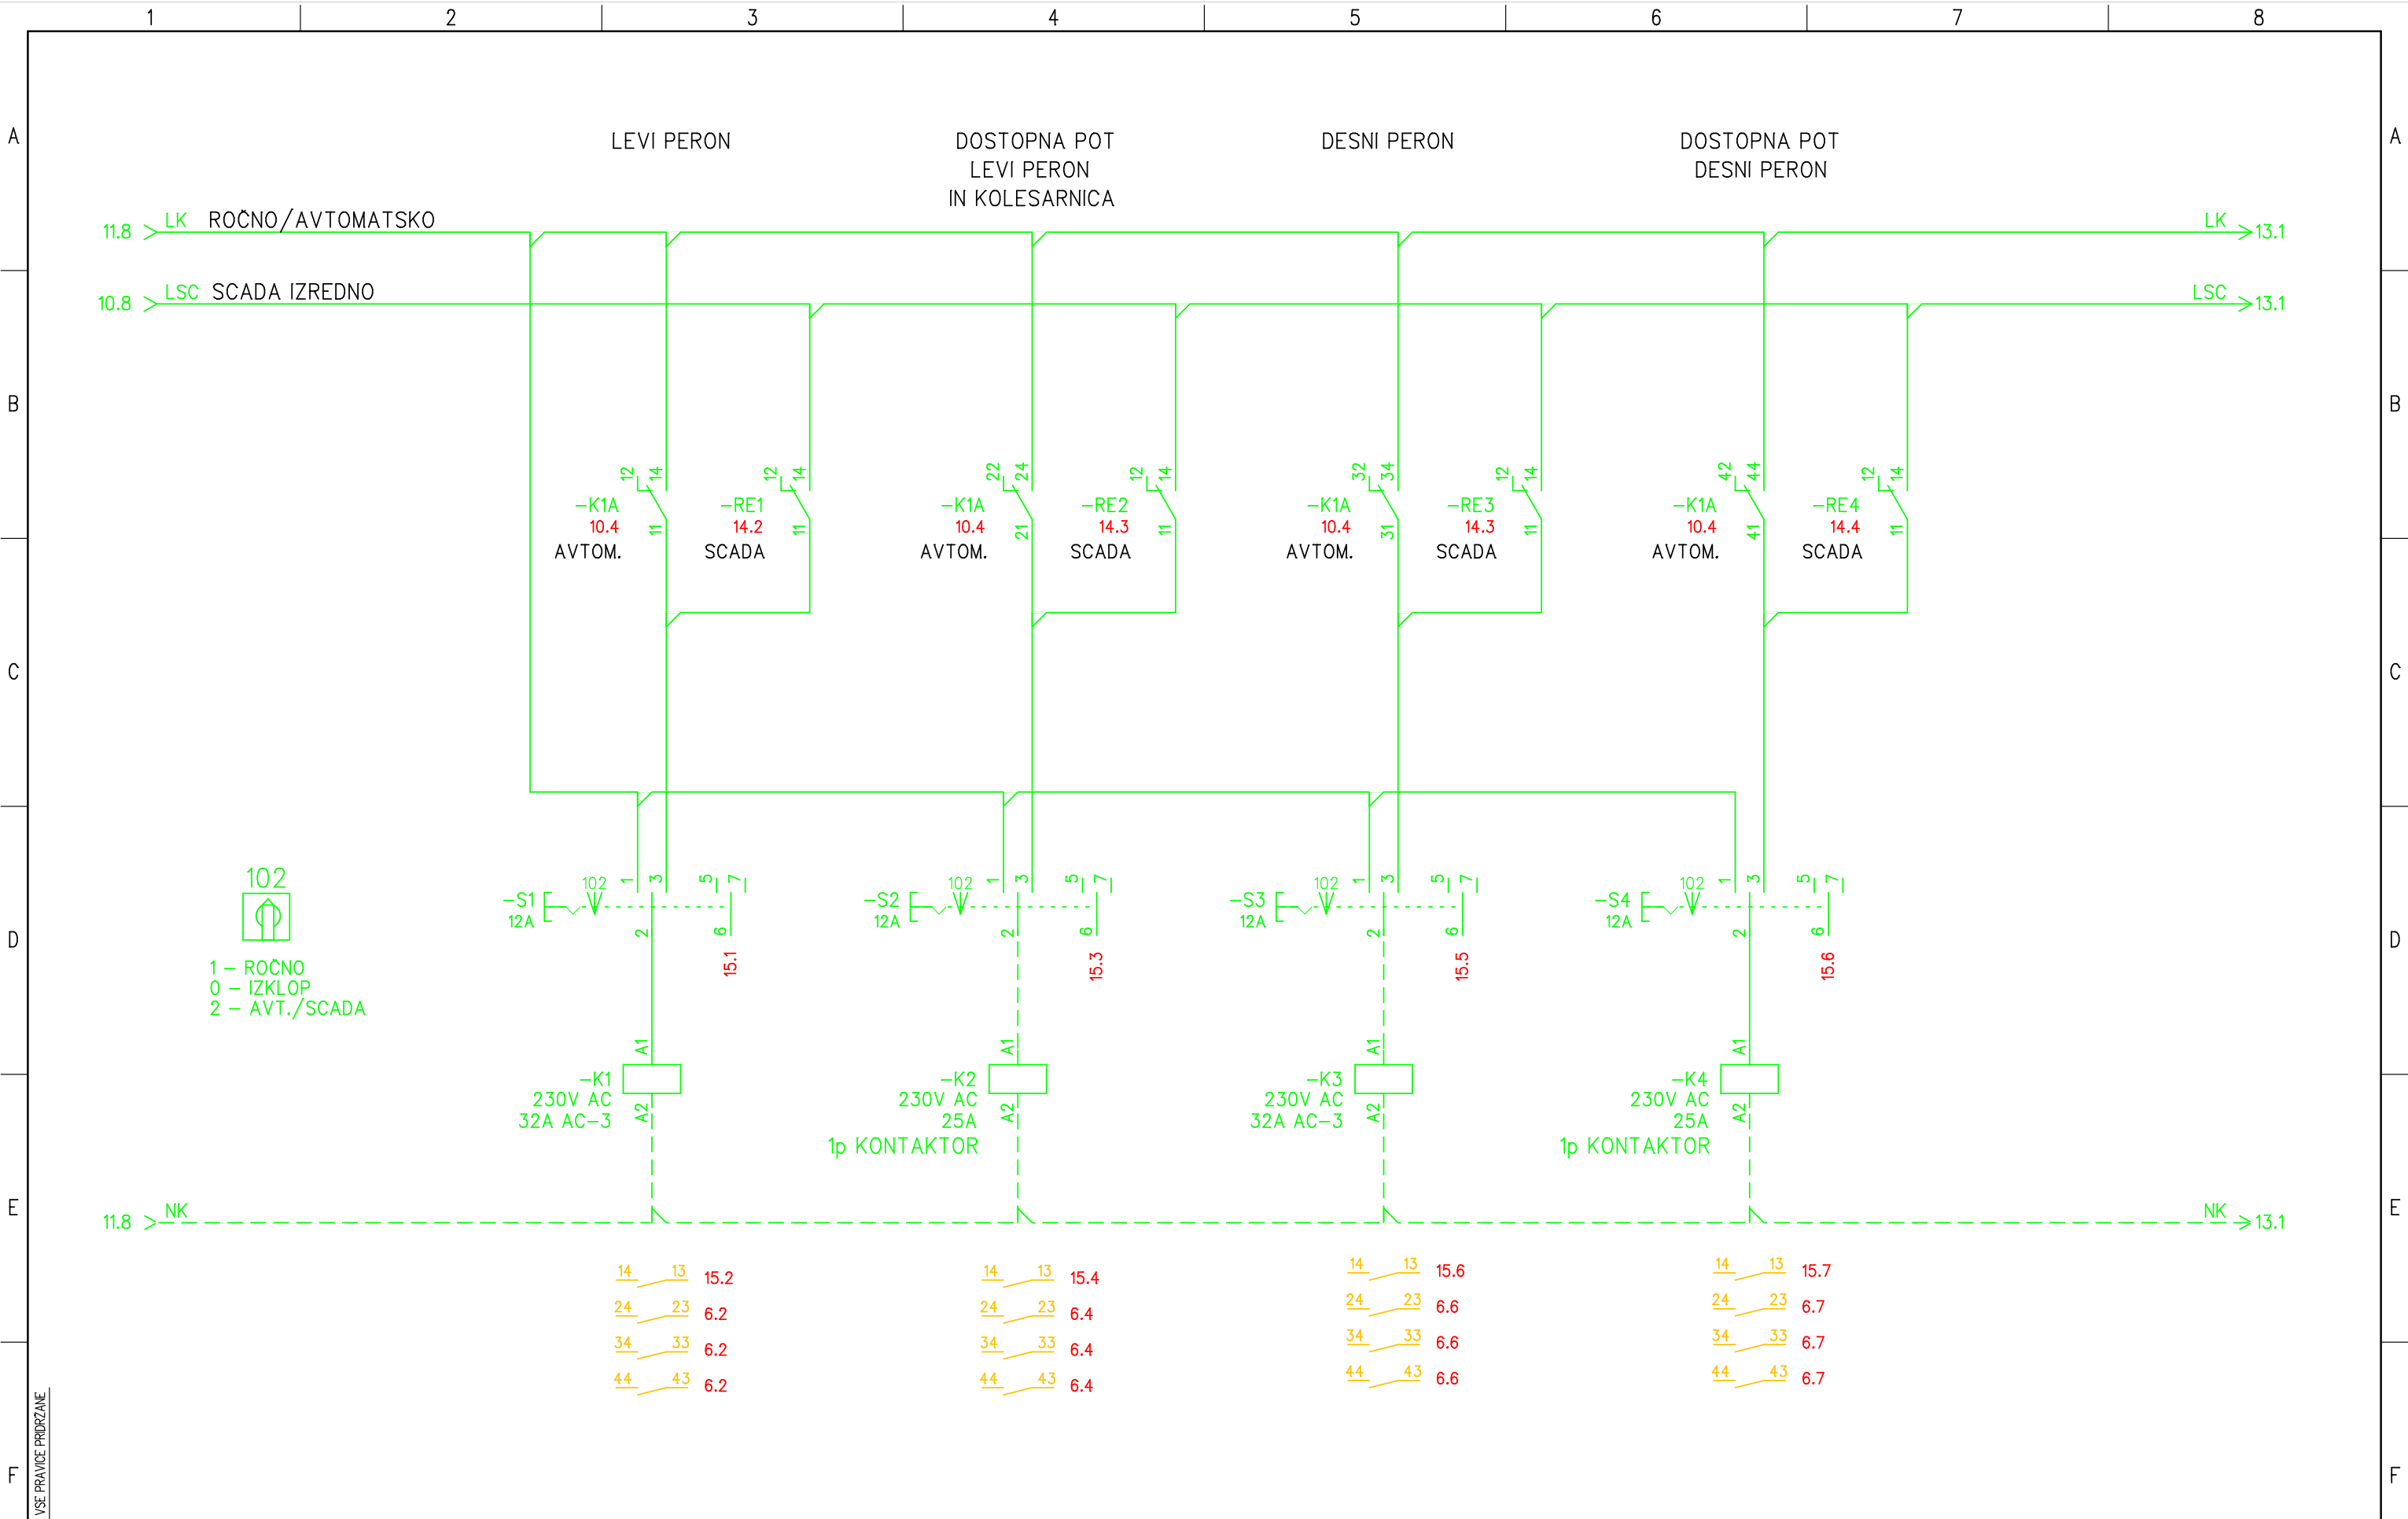 1 2 3 4 5 6 7 8
A A
LEVI PERON
DOSTOPNA POT
LEVI PERON
IN KOLESARNICA
DESNI PERON
DOSTOPNA POT
DESNI PERON
11.8 LK ROČNO/AVTOMATSKO LK 13.1
10.8 LSC SCADA IZREDNO LSC 13.1
B B
12 14 12 14 22 24 12 14 32 34 12 14 42 44 12 14
-K1A -RE1 -K1A -RE2 -K1A -RE3 -K1A -RE4
10.4 11 14.2 11 10.4 21 14.3 11 10.4 31 14.3 11 10.4 41 14.4 11
AVTOM. SCADA AVTOM. SCADA AVTOM. SCADA AVTOM. SCADA
C C
102
1 3 5 7 1 3 5 7 1 3 5 7 1 3 5 7
-S1 102 -S2 102 -S3 102 -S4 102
12A 12A 12A 12A
2 6 2 6 2 6 2 6
D D
15.1 15.3 15.5 15.6
1 - ROČNO
0 - IZKLOP
2 - AVT./SCADA
A1 A1 A1 A1
-K1 -K2 -K3 -K4
230V AC 230V AC 230V AC 230V AC
32A AC-3 25A 32A AC-3 25A
A2 A2 A2 A2
1p KONTAKTOR 1p KONTAKTOR
E E
11.8 NK NK 13.1
14 13 15.2 14 13 15.4 14 13 15.6 14 13 15.7
24 23 6.2 24 23 6.4 24 23 6.6 24 23 6.7
34 33 6.2 34 33 6.4 34 33 6.6 34 33 6.7
44 43 6.2 44 43 6.4 44 43 6.6 44 43 6.7
F F
VSE PRAVICE PRIDRŽANE